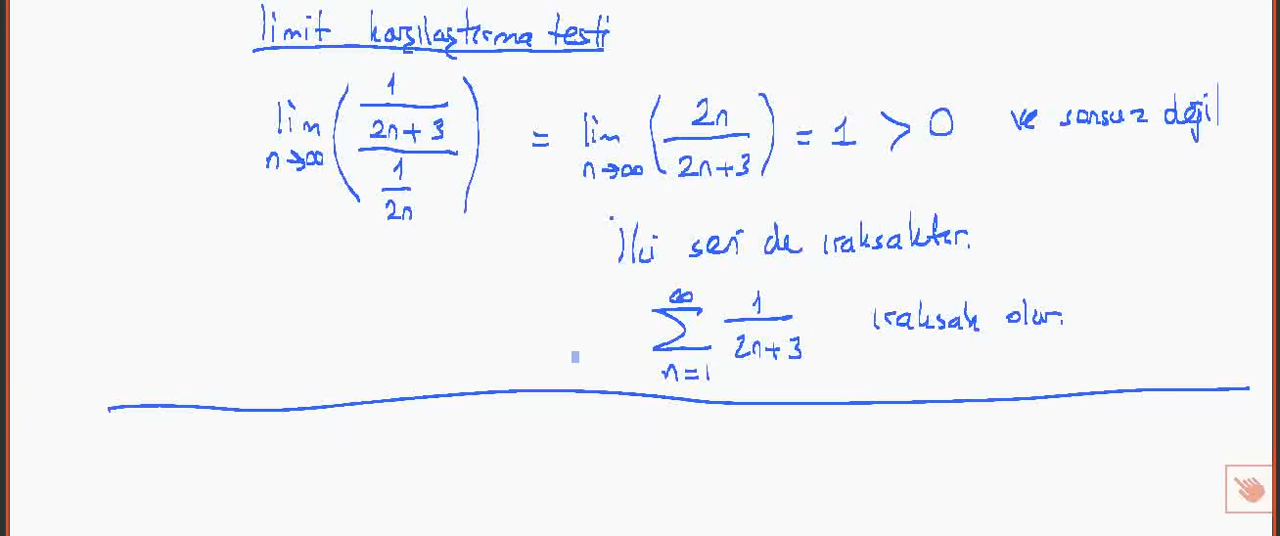 limit karşılaştırma testi
lim n→∞ ( (1/(2n+3)) / (1/(2n)) ) = lim n→∞ ( 2n/(2n+3) ) = 1 > 0 ve sonsuz değil
İki seri de ıraksaktır.
∑ n=1 ∞ 1/(2n+3) ıraksak olur.